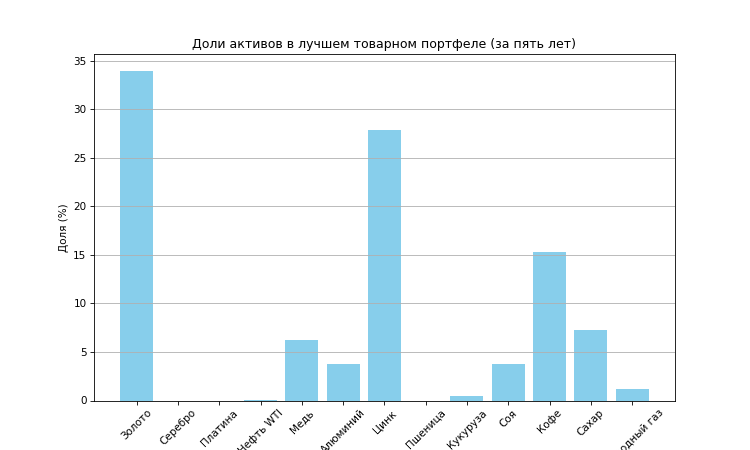 Доли активов в лучшем товарном портфеле (за пять лет)
Доля (%)
35
30
25
20
15
10
5
0
Золото
Серебро
Платина
Нефть WTI
Медь
Алюминий
Цинк
Пшеница
Кукуруза
Соя
Кофе
Сахар
одный газ